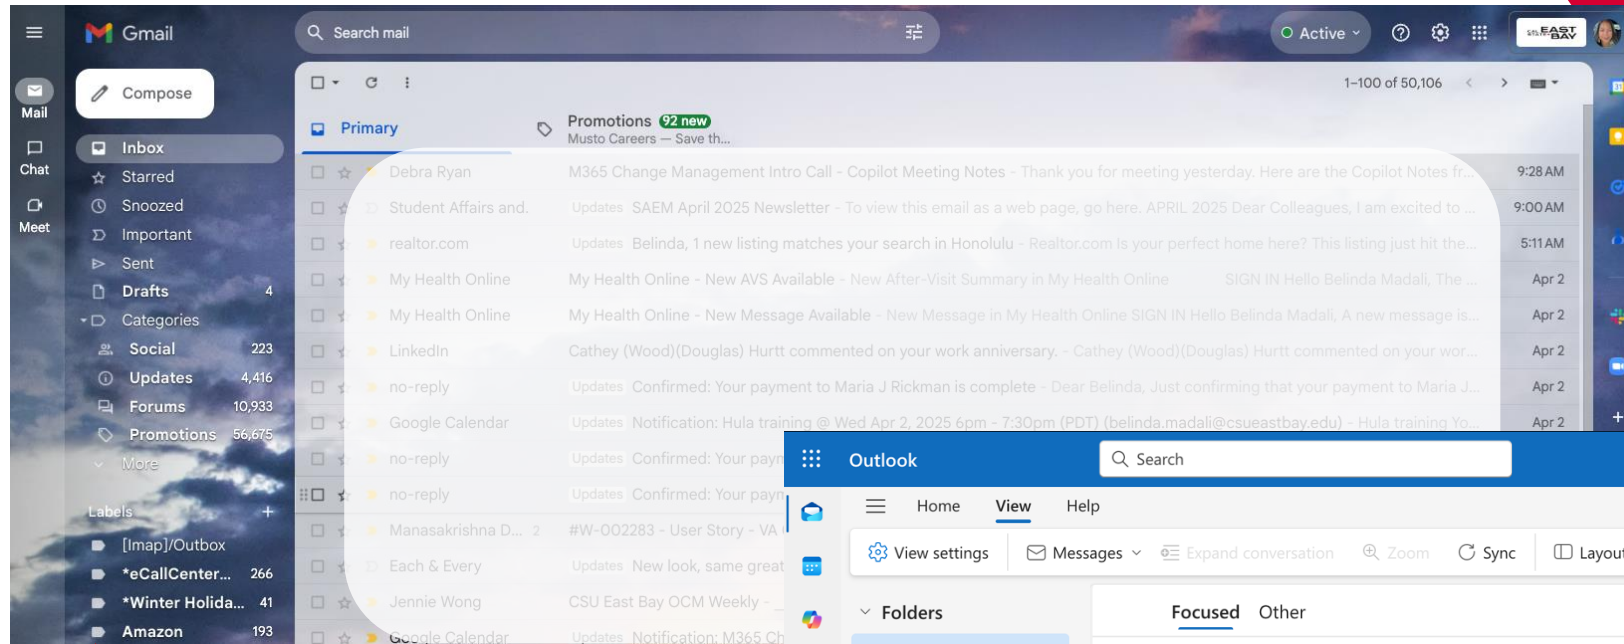 Gmail
Search mail
Active
CAL STATE EAST BAY
Mail
Chat
Meet
Compose
1–100 of 50,106
Primary
Promotions 92 new
Musto Careers — Save th...
Inbox
Starred
Snoozed
Important
Sent
Drafts 4
Categories
Social 223
Updates 4,416
Forums 10,933
Promotions 56,675
More
Labels +
[Imap]/Outbox
*eCallCenter... 266
*Winter Holida... 41
Amazon 193
Debra Ryan M365 Change Management Intro Call - Copilot Meeting Notes - Thank you for meeting yesterday. Here are the Copilot Notes fr... 9:28 AM
Student Affairs and. Updates SAEM April 2025 Newsletter - To view this email as a web page, go here. APRIL 2025 Dear Colleagues, I am excited to ... 9:00 AM
realtor.com Updates Belinda, 1 new listing matches your search in Honolulu - Realtor.com Is your perfect home here? This listing just hit the... 5:11 AM
My Health Online My Health Online - New AVS Available - New After-Visit Summary in My Health Online SIGN IN Hello Belinda Madali, The ... Apr 2
My Health Online My Health Online - New Message Available - New Message in My Health Online SIGN IN Hello Belinda Madali, A new message is... Apr 2
LinkedIn Cathey (Wood)(Douglas) Hurtt commented on your work anniversary. - Cathey (Wood)(Douglas) Hurtt commented on your wor... Apr 2
no-reply Updates Confirmed: Your payment to Maria J Rickman is complete - Dear Belinda, Just confirming that your payment to Maria J... Apr 2
Google Calendar Updates Notification: Hula training @ Wed Apr 2, 2025 6pm - 7:30pm (PDT) (belinda.madali@csueastbay.edu) - Hula training Yo... Apr 2
no-reply Updates Confirmed: Your payn
no-reply Updates Confirmed: Your payn
Manasakrishna D... 2 #W-002283 - User Story - VA
Each & Every Updates New look, same great
Jennie Wong CSU East Bay OCM Weekly -
Google Calendar Updates Notification: M365 Ch
Outlook
Search
Home View Help
View settings Messages Expand conversation Zoom Sync Layout
Folders
Focused Other